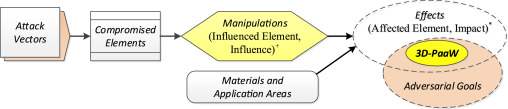 Attack
Vectors
Compromised
Elements
Manipulations
(Influenced Element,
Influence)+
Materials and
Application Areas
Effects
(Affected Element, Impact)*
3D-PaaW
Adversarial Goals